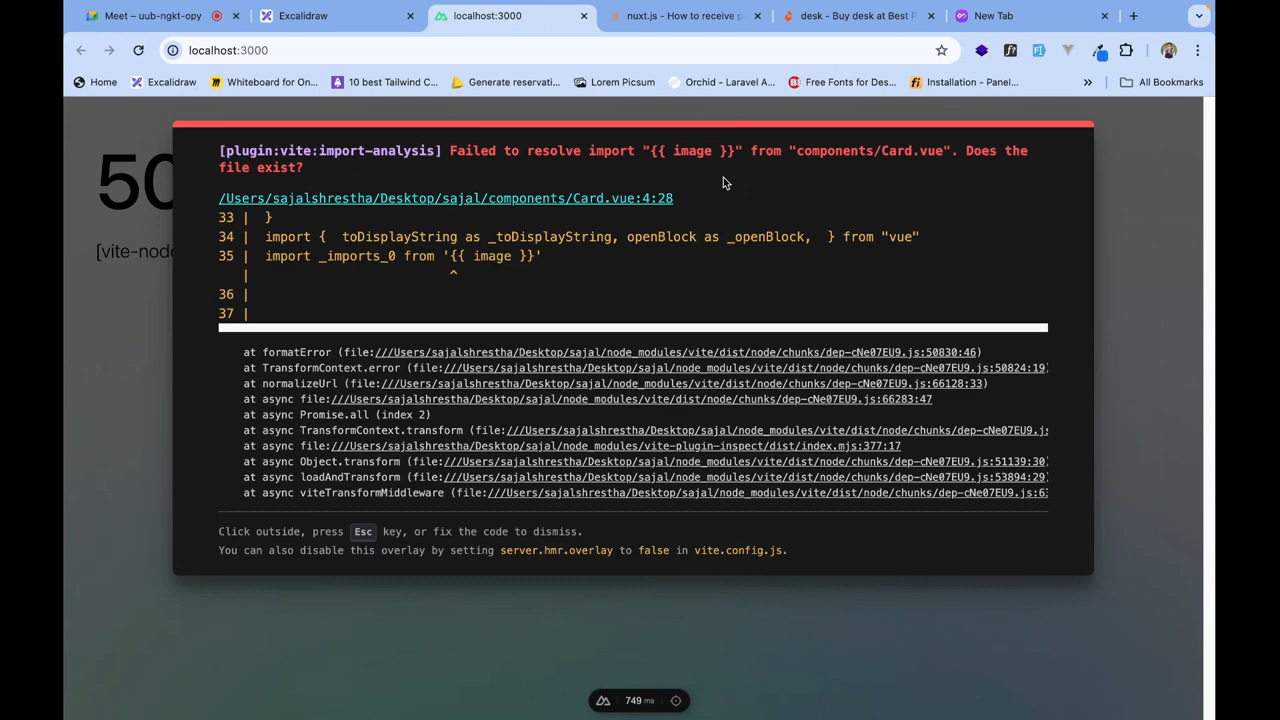 Meet – uub-ngkt-opy
Excalidraw
localhost:3000
nuxt.js - How to receive p
desk - Buy desk at Best P
New Tab
localhost:3000
Home
Excalidraw
Whiteboard for On...
10 best Tailwind C...
Generate reservati...
Lorem Picsum
Orchid - Laravel A...
Free Fonts for Des...
Installation - Panel...
»
All Bookmarks
50
[vite-node
[plugin:vite:import-analysis] Failed to resolve import "{{ image }}" from "components/Card.vue". Does the
file exist?
/Users/sajalshrestha/Desktop/sajal/components/Card.vue:4:28
33 | }
34 | import { toDisplayString as _toDisplayString, openBlock as _openBlock, } from "vue"
35 | import _imports_0 from '{{ image }}'
| ^
36 |
37 |
at formatError (file:///Users/sajalshrestha/Desktop/sajal/node_modules/vite/dist/node/chunks/dep-cNe07EU9.js:50830:46)
at TransformContext.error (file:///Users/sajalshrestha/Desktop/sajal/node_modules/vite/dist/node/chunks/dep-cNe07EU9.js:50824:19)
at normalizeUrl (file:///Users/sajalshrestha/Desktop/sajal/node_modules/vite/dist/node/chunks/dep-cNe07EU9.js:66128:33)
at async file:///Users/sajalshrestha/Desktop/sajal/node_modules/vite/dist/node/chunks/dep-cNe07EU9.js:66283:47
at async Promise.all (index 2)
at async TransformContext.transform (file:///Users/sajalshrestha/Desktop/sajal/node_modules/vite/dist/node/chunks/dep-cNe07EU9.js
at async file:///Users/sajalshrestha/Desktop/sajal/node_modules/vite-plugin-inspect/dist/index.mjs:377:17
at async Object.transform (file:///Users/sajalshrestha/Desktop/sajal/node_modules/vite/dist/node/chunks/dep-cNe07EU9.js:51139:30)
at async loadAndTransform (file:///Users/sajalshrestha/Desktop/sajal/node_modules/vite/dist/node/chunks/dep-cNe07EU9.js:53894:29)
at async viteTransformMiddleware (file:///Users/sajalshrestha/Desktop/sajal/node_modules/vite/dist/node/chunks/dep-cNe07EU9.js:63
Click outside, press Esc key, or fix the code to dismiss.
You can also disable this overlay by setting server.hmr.overlay to false in vite.config.js.
749 ms